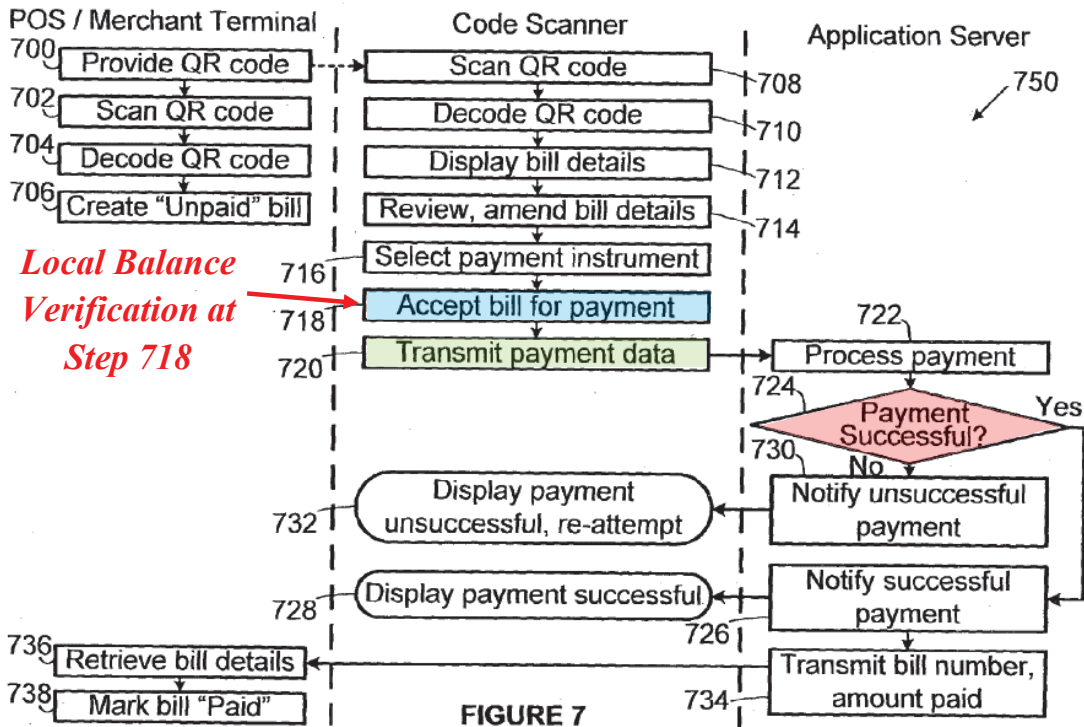 POS / Merchant Terminal
700
Provide QR code
702
Scan QR code
704
Decode QR code
706
Create “Unpaid” bill
Local Balance
Verification at
Step 718
Code Scanner
Scan QR code
708
Decode QR code
710
Display bill details
712
Review, amend bill details
714
Select payment instrument
716
Accept bill for payment
718
Transmit payment data
720
Application Server
750
722
Process payment
724
Payment
Successful?
Yes
No
730
Notify unsuccessful
payment
Display payment
unsuccessful, re-attempt
732
Notify successful
payment
726
Display payment successful
728
Transmit bill number,
amount paid
734
736
Retrieve bill details
738
Mark bill “Paid”
FIGURE 7